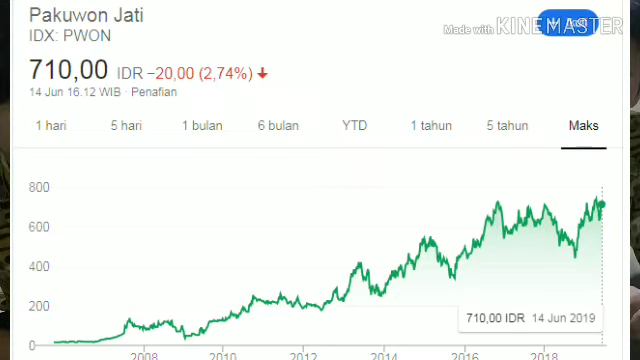 Pakuwon Jati
IDX: PWON
Made with KINEMASTER
710,00 IDR −20,00 (2,74%)
14 Jun 16.12 WIB · Penafian
1 hari 5 hari 1 bulan 6 bulan YTD 1 tahun 5 tahun Maks
800
600
400
200
0
710,00 IDR 14 Jun 2019
2008 2010 2012 2014 2016 2018